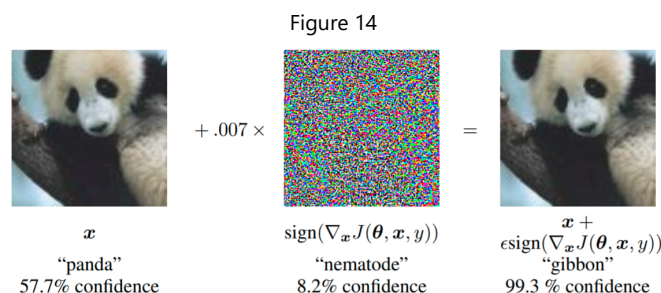 Figure 14
+ .007 ×
=
x
sign(∇ₓJ(θ, x, y))
x +
ϵsign(∇ₓJ(θ, x, y))
“panda”
“nematode”
“gibbon”
57.7% confidence
8.2% confidence
99.3 % confidence